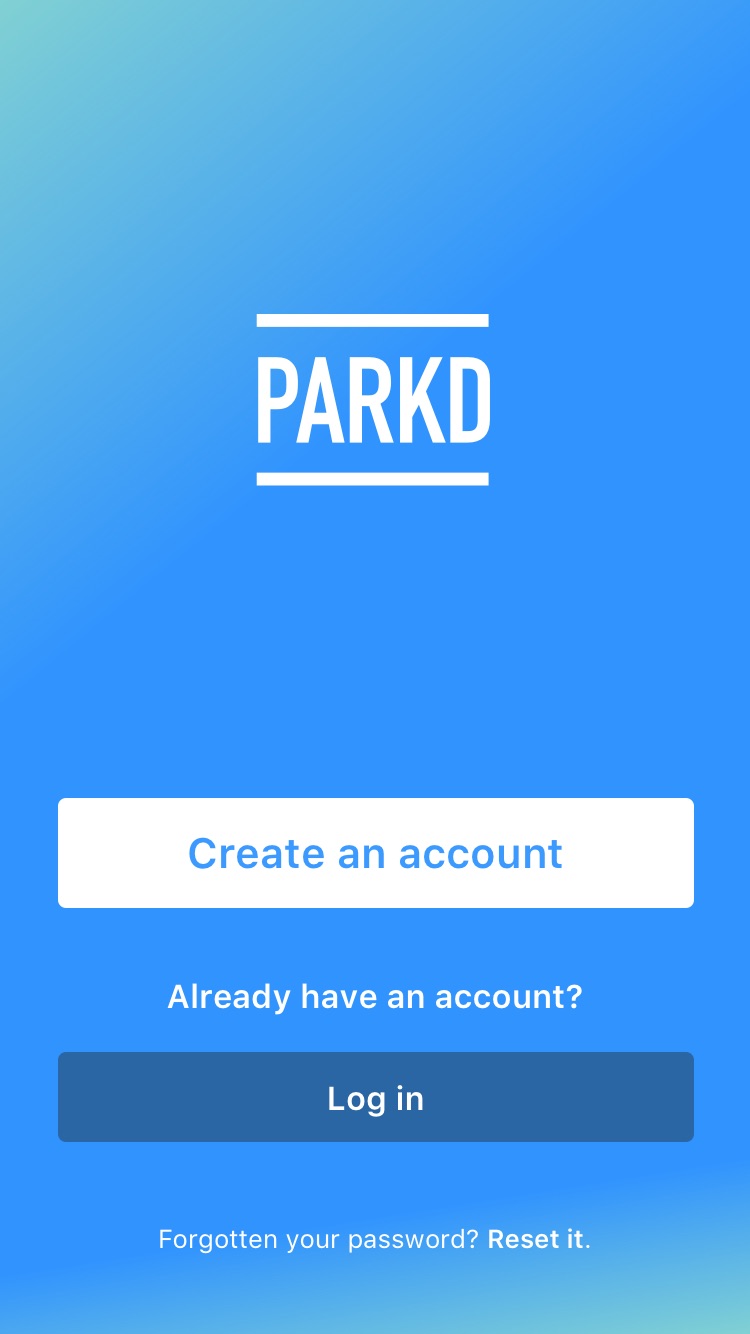 PARKD
Create an account
Already have an account?
Log in
Forgotten your password? Reset it.